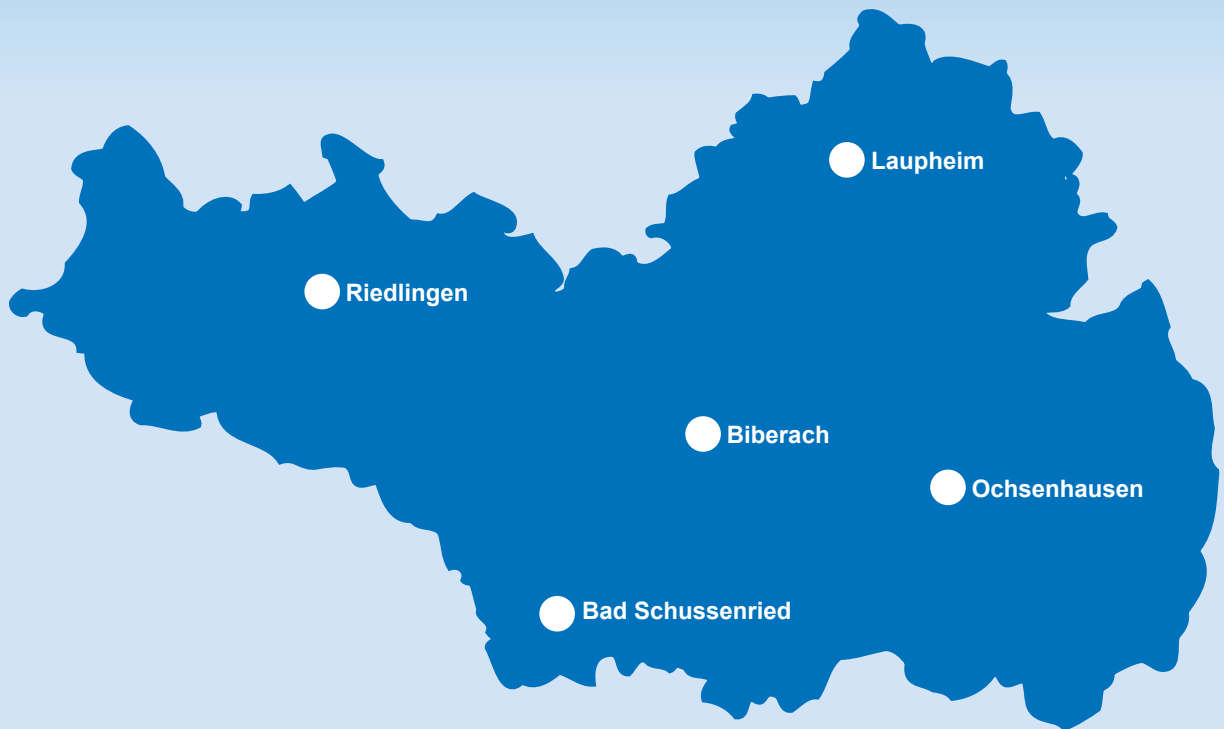 Laupheim
Riedlingen
Biberach
Ochsenhausen
Bad Schussenried